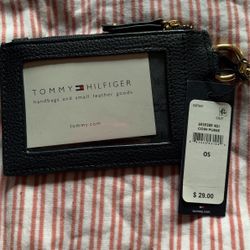 TOMMY HILFIGER
handbags and small leather goods
tommy.com
COIN PURSE
OS
$ 29.00